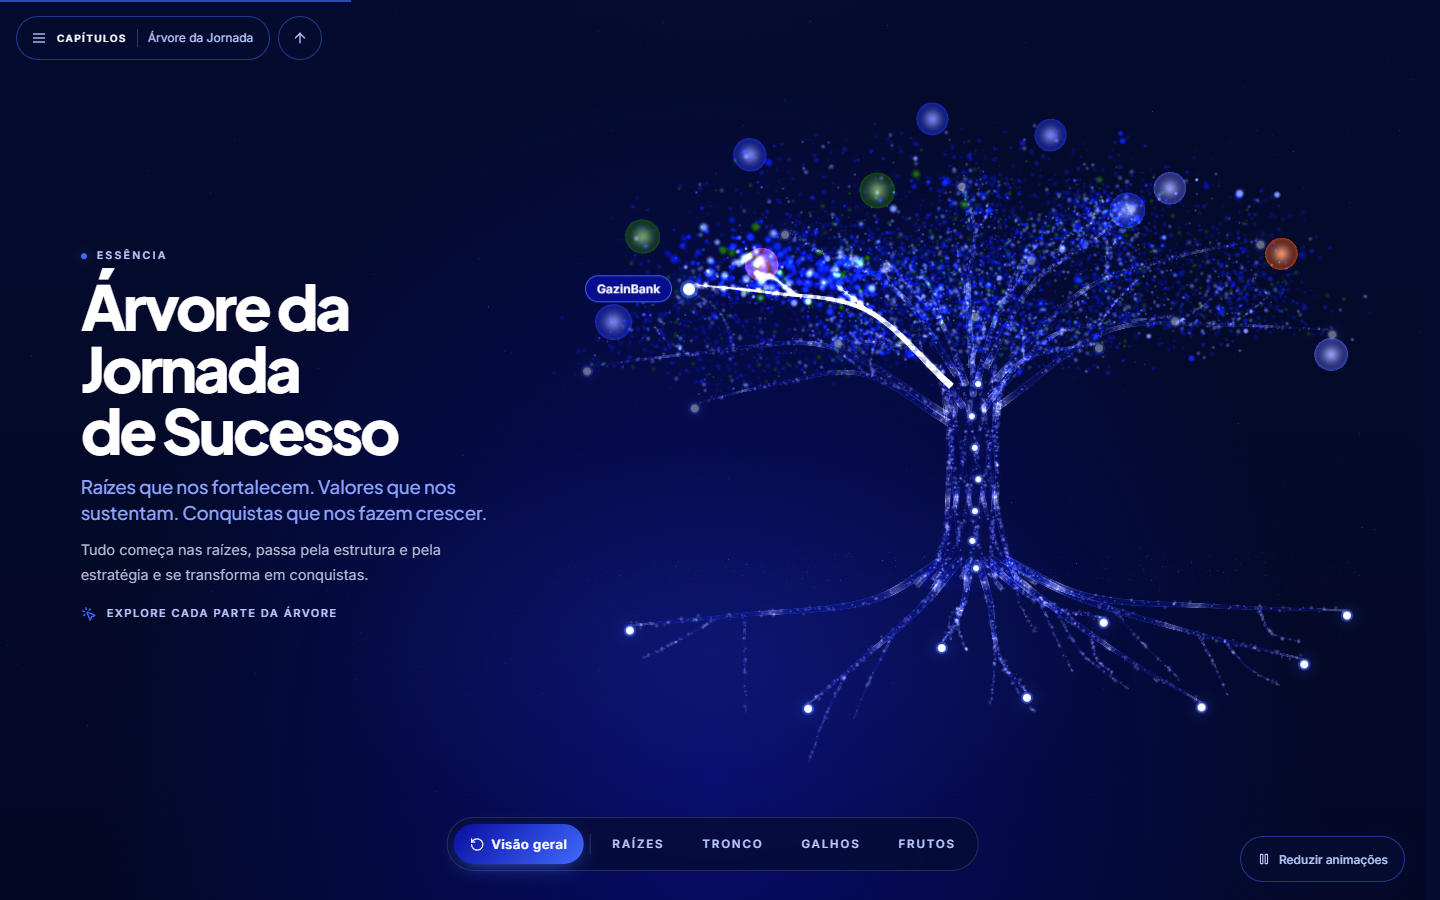 CAPÍTULOS
Árvore da Jornada
ESSÊNCIA
Árvore da
Jornada
de Sucesso
Raízes que nos fortalecem. Valores que nos
sustentam. Conquistas que nos fazem crescer.
Tudo começa nas raízes, passa pela estrutura e pela
estratégia e se transforma em conquistas.
EXPLORE CADA PARTE DA ÁRVORE
GazinBank
Visão geral
RAÍZES
TRONCO
GALHOS
FRUTOS
Reduzir animações